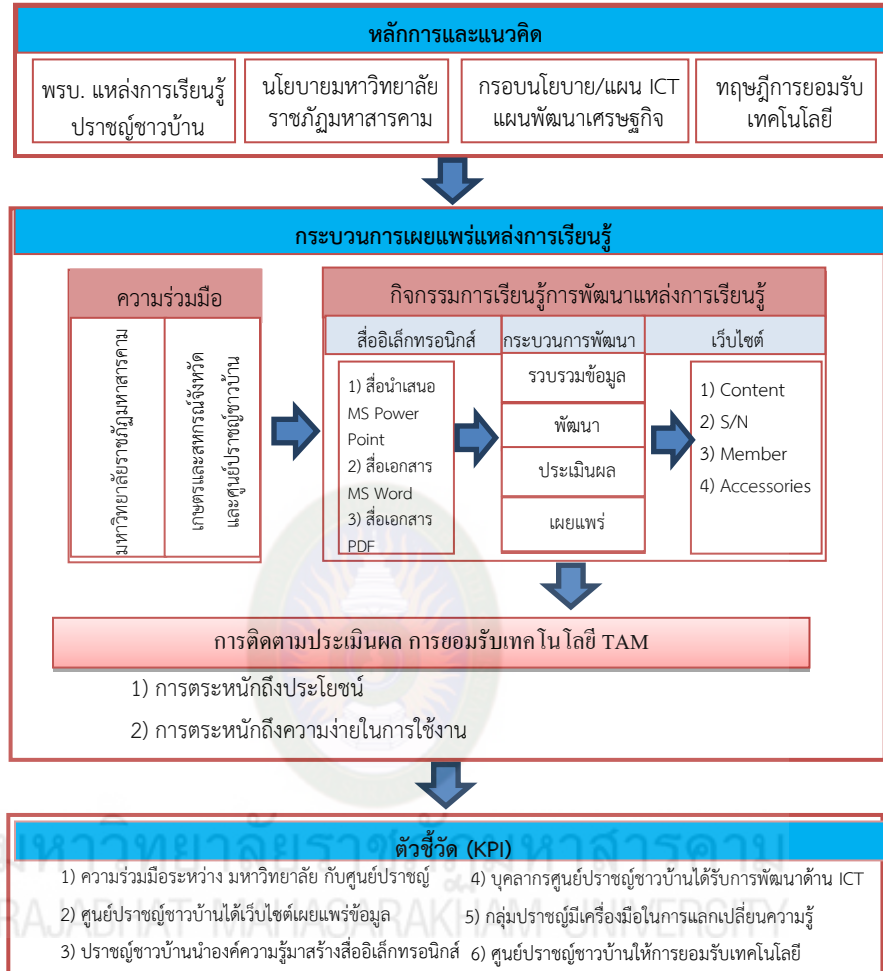 หลักการและแนวคิด
พรบ. แหล่งการเรียนรู้
ปราชญ์ชาวบ้าน
นโยบายมหาวิทยาลัย
ราชภัฏมหาสารคาม
กรอบนโยบาย/แผน ICT
แผนพัฒนาเศรษฐกิจ
ทฤษฎีการยอมรับ
เทคโนโลยี
กระบวนการเผยแพร่แหล่งการเรียนรู้
ความร่วมมือ
มหาวิทยาลัยราชภัฏมหาสารคาม
เกษตรและสหกรณ์จังหวัด
และศูนย์ปราชญ์ชาวบ้าน
กิจกรรมการเรียนรู้การพัฒนาแหล่งการเรียนรู้
สื่ออิเล็กทรอนิกส์
1) สื่อนำเสนอ
MS Power
Point
2) สื่อเอกสาร
MS Word
3) สื่อเอกสาร
PDF
กระบวนการพัฒนา
รวบรวมข้อมูล
พัฒนา
ประเมินผล
เผยแพร่
เว็บไซต์
1) Content
2) S/N
3) Member
4) Accessories
การติดตามประเมินผล การยอมรับเทคโนโลยี TAM
1) การตระหนักถึงประโยชน์
2) การตระหนักถึงความง่ายในการใช้งาน
ตัวชี้วัด (KPI)
1) ความร่วมมือระหว่าง มหาวิทยาลัย กับศูนย์ปราชญ์
2) ศูนย์ปราชญ์ชาวบ้านได้เว็บไซต์เผยแพร่ข้อมูล
3) ปราชญ์ชาวบ้านนำองค์ความรู้มาสร้างสื่ออิเล็กทรอนิกส์
4) บุคลากรศูนย์ปราชญ์ชาวบ้านได้รับการพัฒนาด้าน ICT
5) กลุ่มปราชญ์มีเครื่องมือในการแลกเปลี่ยนความรู้
6) ศูนย์ปราชญ์ชาวบ้านให้การยอมรับเทคโนโลยี
มหาวิทยาลัยราชภัฏมหาสารคาม
RAJABHAT MAHASARAKHAM UNIVERSITY